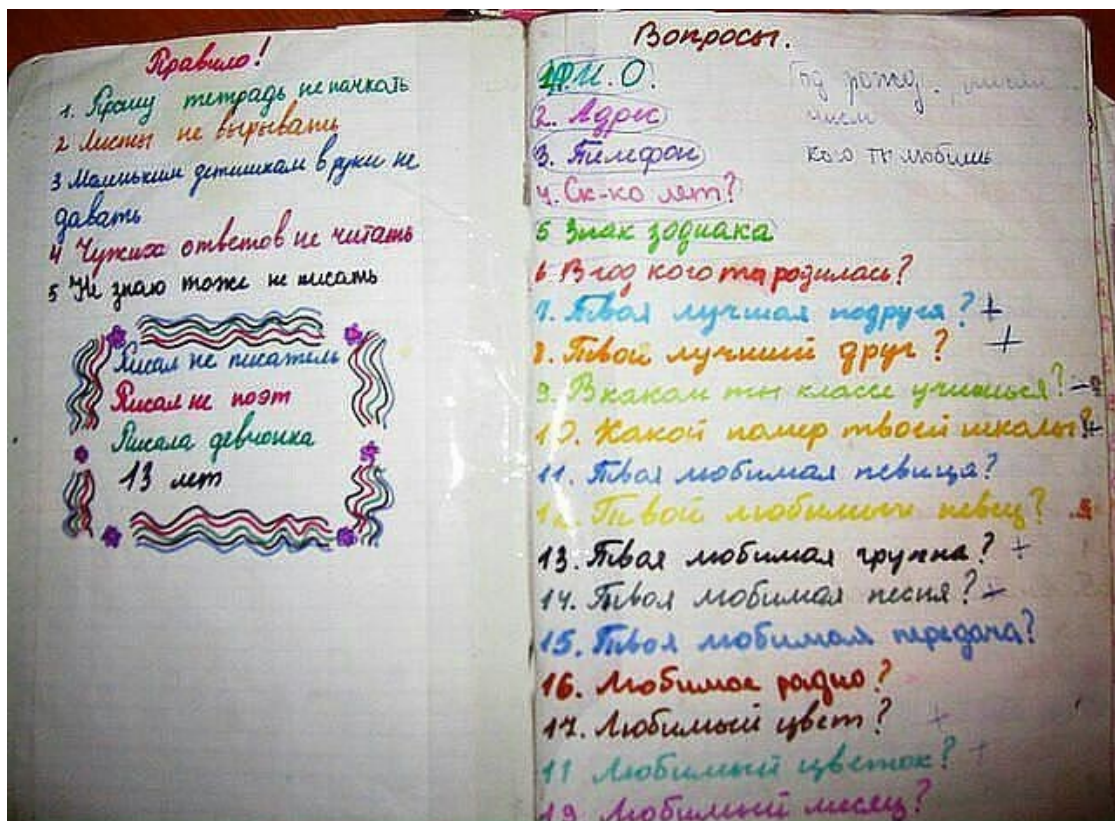 Правило!
1. Прошу тетрадь не пачкать
2 Листы не вырывать
3 Маленьким детишкам в руки не
давать
4 Чужих ответов не читать
5 Не знаю тоже не писать
Писал не писатель
Писал не поэт
Писала девчонка
13 лет
Вопросы.
1. Ф.И.О.
2. Адрес
3. Тилефон
4. Ск-ко лет?
5 Знак зодиака
6. В год кого ты родилась?
7. Твоя лучшая подруга? +
8. Твой лучший друг? +
9. В каком ты классе учишься?
10. Какой номер твоей школы? +
11. Твоя любимая певица?
12. Твой любимый певец?
13. Твоя любимая группа? +
14. Твоя любимая песня? +
15. Твоя любимая передача?
16. Любимое радио?
17. Любимый цвет? +
11 Любимый цветок? +
19 Любимый месяц?
Год рожд.
кого ты любишь